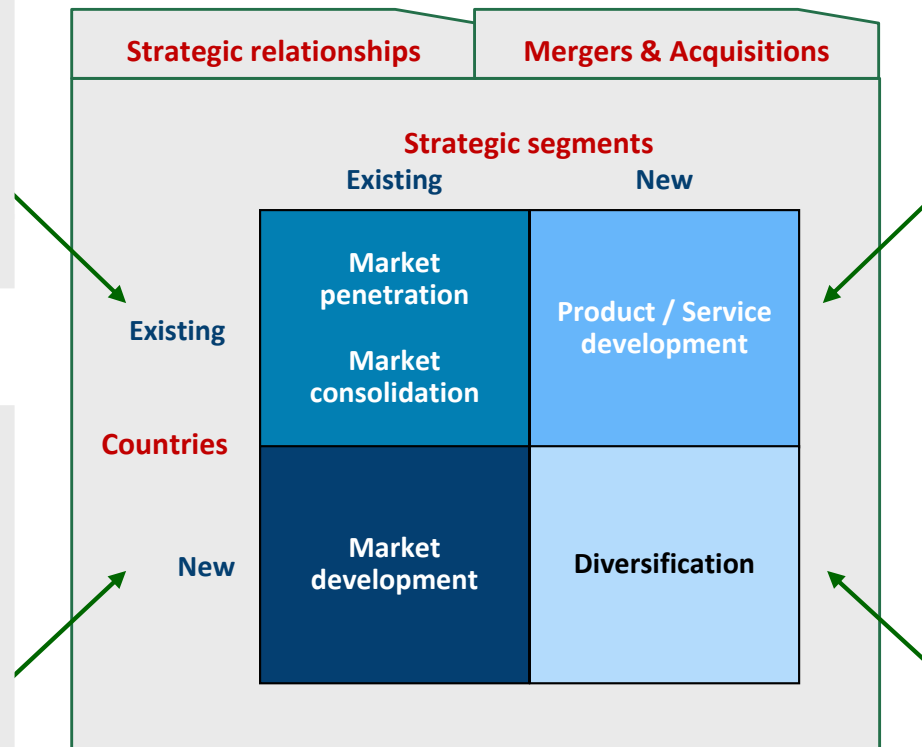 Strategic relationships
Mergers & Acquisitions
Strategic segments
Existing
New
Market
penetration
Market
consolidation
Product / Service
development
Existing
Countries
New
Market
development
Diversification